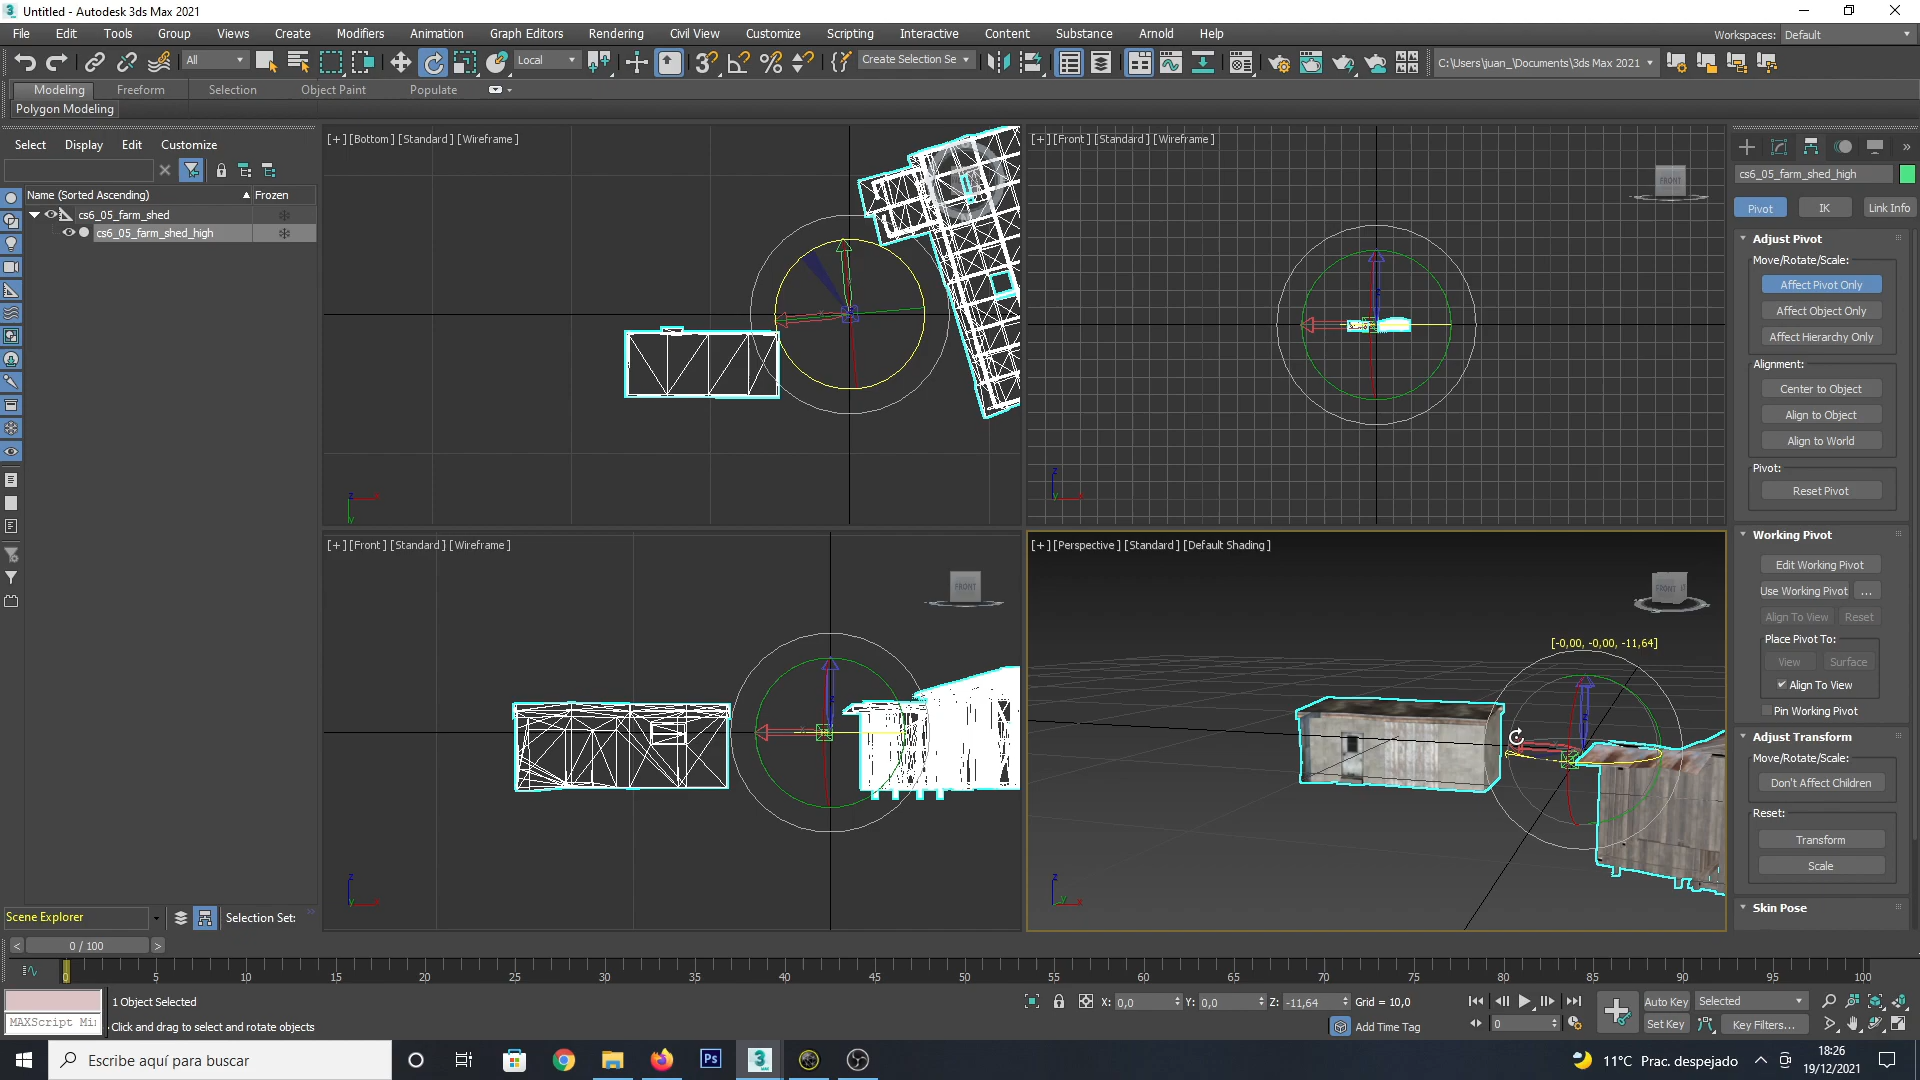 Untitled - Autodesk 3ds Max 2021
File Edit Tools Group Views Create Modifiers Animation Graph Editors Rendering Civil View Customize Scripting Interactive Content Substance Arnold Help
Workspaces: Default
All
Local
Create Selection Se
C:\Users\juan_\Documents\3ds Max 2021
Modeling Freeform Selection Object Paint Populate
Polygon Modeling
Select Display Edit Customize
Name (Sorted Ascending) Frozen
cs6_05_farm_shed
cs6_05_farm_shed_high
Scene Explorer
Selection Set:
[+] [Bottom] [Standard] [Wireframe]
[+] [Front] [Standard] [Wireframe]
FRONT
[+] [Front] [Standard] [Wireframe]
FRONT
[+] [Perspective] [Standard] [Default Shading]
FRONT
[-0,00, -0,00, -11,64]
cs6_05_farm_shed_high
Pivot IK Link Info
Adjust Pivot
Move/Rotate/Scale:
Affect Pivot Only
Affect Object Only
Affect Hierarchy Only
Alignment:
Center to Object
Align to Object
Align to World
Pivot:
Reset Pivot
Working Pivot
Edit Working Pivot
Use Working Pivot ...
Align To View Reset
Place Pivot To:
View Surface
Align To View
Pin Working Pivot
Adjust Transform
Move/Rotate/Scale:
Don't Affect Children
Reset:
Transform
Scale
Skin Pose
< 0 / 100 >
0 5 10 15 20 25 30 35 40 45 50 55 60 65 70 75 80 85 90 95 100
1 Object Selected
MAXScript Mi
Click and drag to select and rotate objects
X: 0,0 Y: 0,0 Z: -11,64 Grid = 10,0
Add Time Tag
0
Auto Key Selected
Set Key Key Filters...
Escribe aquí para buscar
Ps
3
11°C Prac. despejado
18:26
19/12/2021